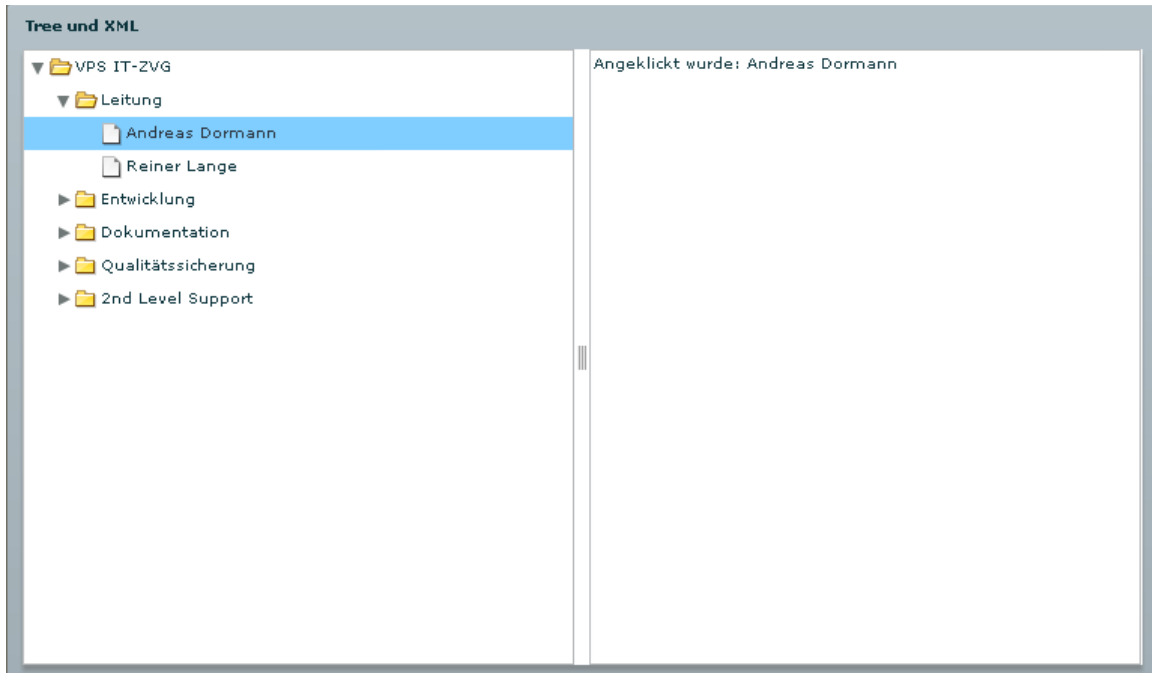 Tree und XML
VPS IT-ZVG
Leitung
Andreas Dormann
Reiner Lange
Entwicklung
Dokumentation
Qualitätssicherung
2nd Level Support
Angeklickt wurde: Andreas Dormann